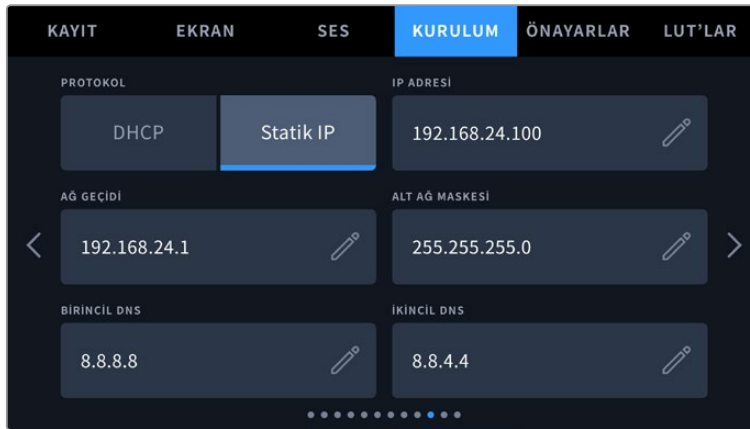 KAYIT EKRAN SES KURULUM ÖNAYARLAR LUT’LAR
PROTOKOL
IP ADRESİ
DHCP
Statik IP
192.168.24.100
AĞ GEÇİDİ
ALT AĞ MASKESİ
192.168.24.1
255.255.255.0
BİRİNCİL DNS
İKİNCİL DNS
8.8.8.8
8.8.4.4